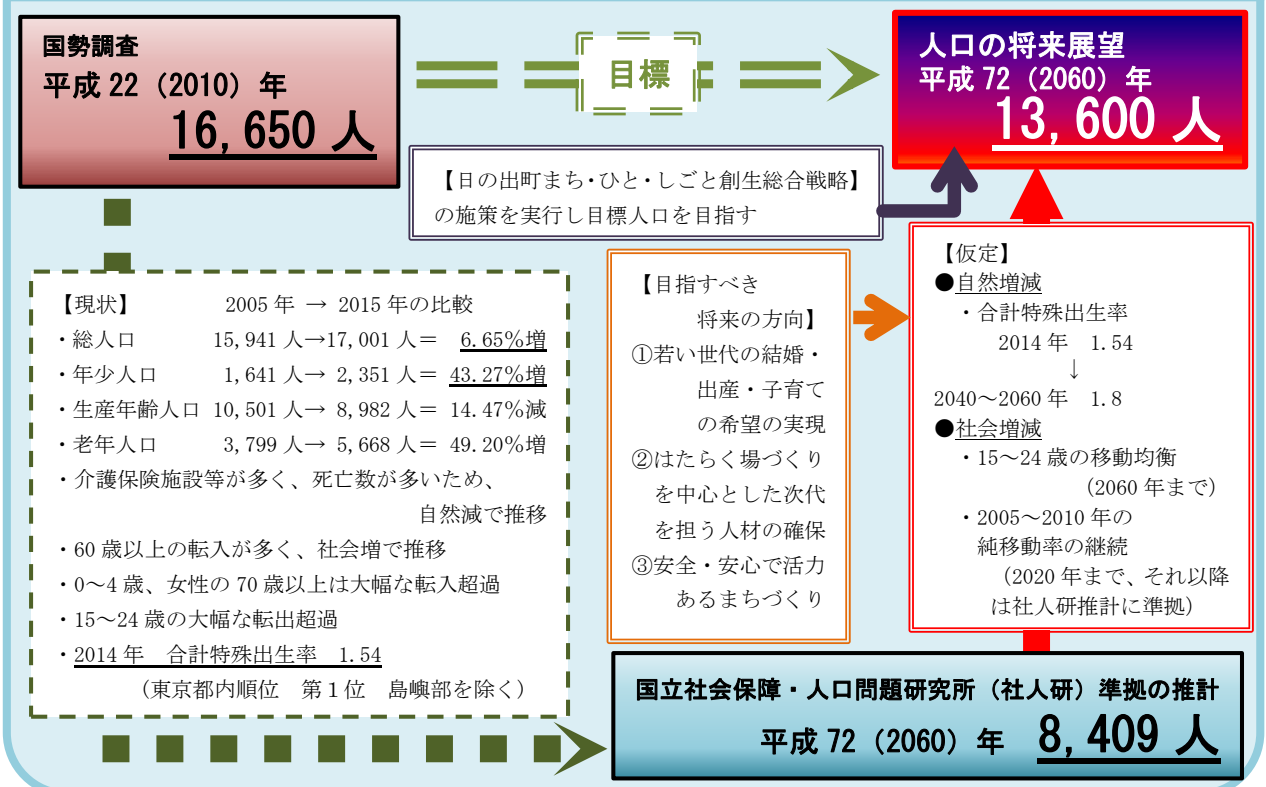 国勢調査
平成 22（2010）年
16,650 人
目標
人口の将来展望
平成 72（2060）年
13,600 人
【日の出町まち・ひと・しごと創生総合戦略】
の施策を実行し目標人口を目指す
【現状】 2005 年 → 2015 年の比較
・総人口 15,941 人→17,001 人＝ 6.65%増
・年少人口 1,641 人→ 2,351 人＝ 43.27%増
・生産年齢人口 10,501 人→ 8,982 人＝ 14.47%減
・老年人口 3,799 人→ 5,668 人＝ 49.20%増
・介護保険施設等が多く、死亡数が多いため、
自然減で推移
・60 歳以上の転入が多く、社会増で推移
・0～4 歳、女性の 70 歳以上は大幅な転入超過
・15～24 歳の大幅な転出超過
・2014 年 合計特殊出生率 1.54
（東京都内順位 第１位 島嶼部を除く）
【目指すべき
将来の方向】
①若い世代の結婚・
出産・子育て
の希望の実現
②はたらく場づくり
を中心とした次代
を担う人材の確保
③安全・安心で活力
あるまちづくり
【仮定】
●自然増減
・合計特殊出生率
2014 年 1.54
↓
2040～2060 年 1.8
●社会増減
・15～24 歳の移動均衡
（2060 年まで）
・2005～2010 年の
純移動率の継続
（2020 年まで、それ以降
は社人研推計に準拠）
国立社会保障・人口問題研究所（社人研）準拠の推計
平成 72（2060）年 8,409 人